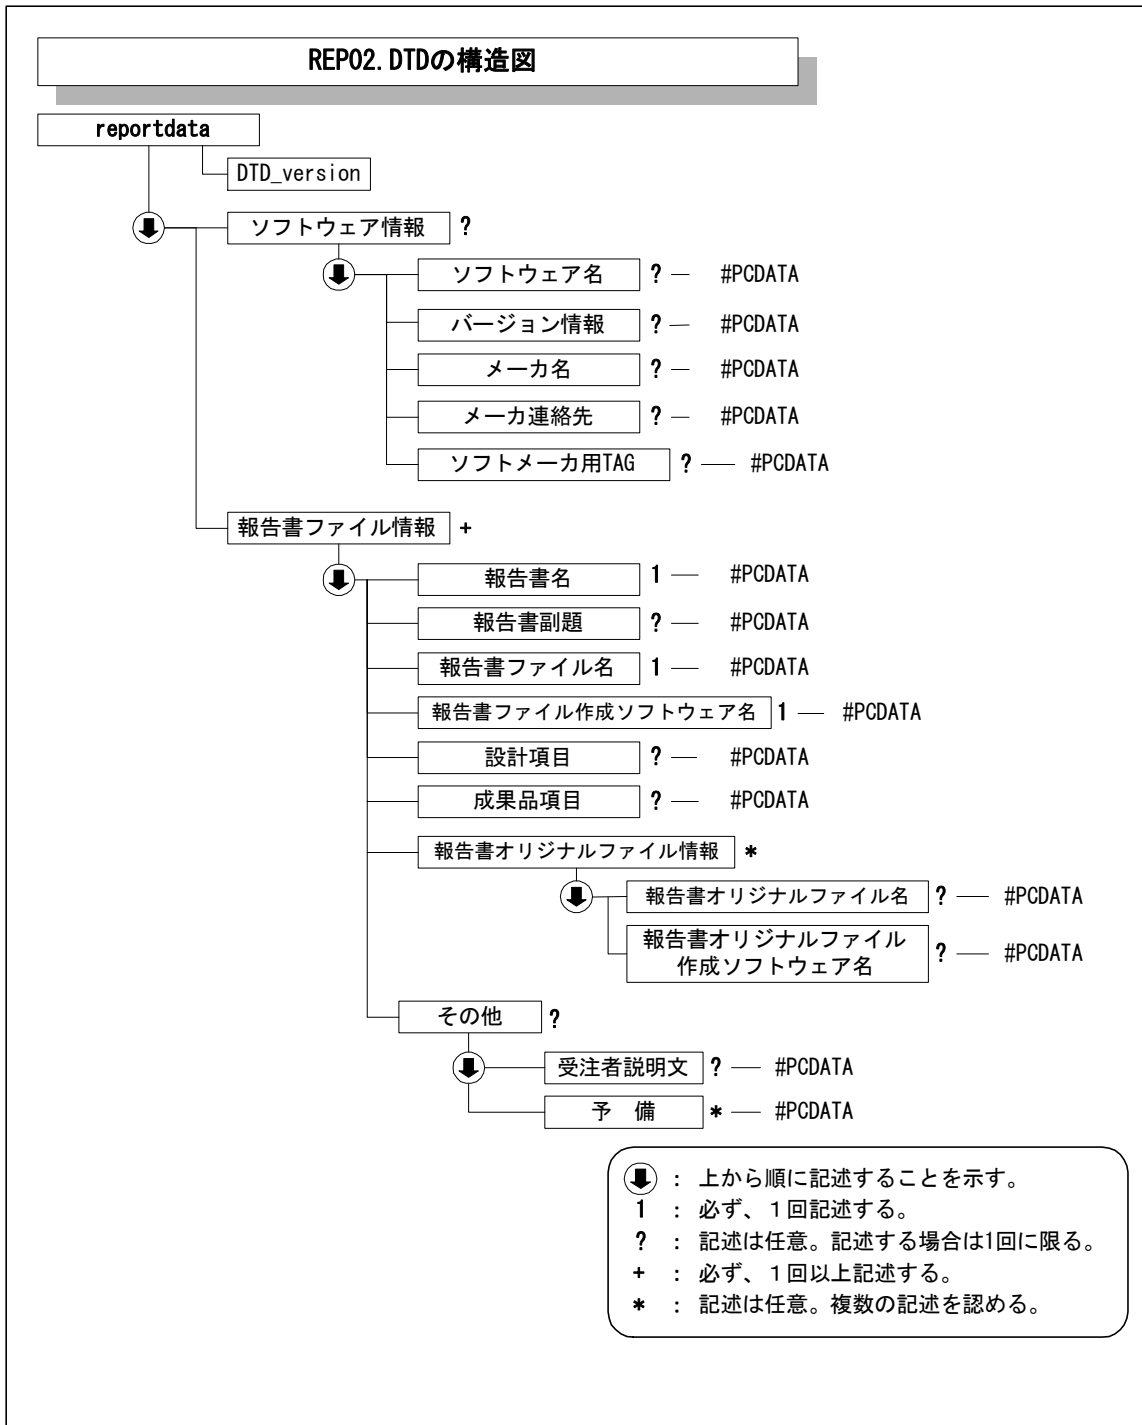 REP02.DTDの構造図
reportdata
DTD_version
ソフトウェア情報 ?
ソフトウェア名 ? #PCDATA
バージョン情報 ? #PCDATA
メーカ名 ? #PCDATA
メーカ連絡先 ? #PCDATA
ソフトメーカ用TAG ? #PCDATA
報告書ファイル情報 +
報告書名 1 #PCDATA
報告書副題 ? #PCDATA
報告書ファイル名 1 #PCDATA
報告書ファイル作成ソフトウェア名 1 #PCDATA
設計項目 ? #PCDATA
成果品項目 ? #PCDATA
報告書オリジナルファイル情報 *
報告書オリジナルファイル名 ? #PCDATA
報告書オリジナルファイル
作成ソフトウェア名 ? #PCDATA
その他 ?
受注者説明文 ? #PCDATA
予 備 * #PCDATA
: 上から順に記述することを示す。
1 : 必ず、1回記述する。
? : 記述は任意。記述する場合は1回に限る。
+ : 必ず、1回以上記述する。
* : 記述は任意。複数の記述を認める。